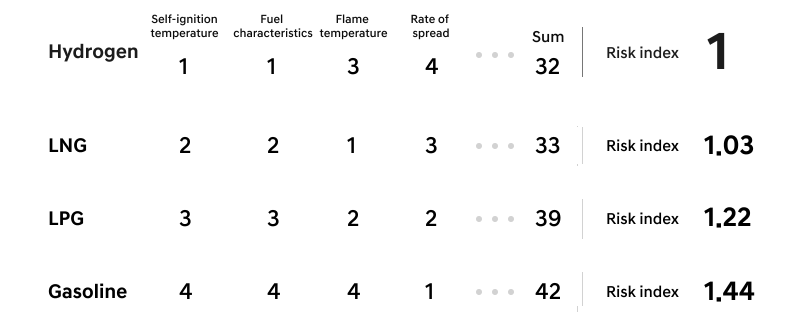 Self-ignition temperature Fuel characteristics Flame temperature Rate of spread Sum
Hydrogen 1 1 3 4 ••• 32 Risk index 1
LNG 2 2 1 3 ••• 33 Risk index 1.03
LPG 3 3 2 2 ••• 39 Risk index 1.22
Gasoline 4 4 4 1 ••• 42 Risk index 1.44